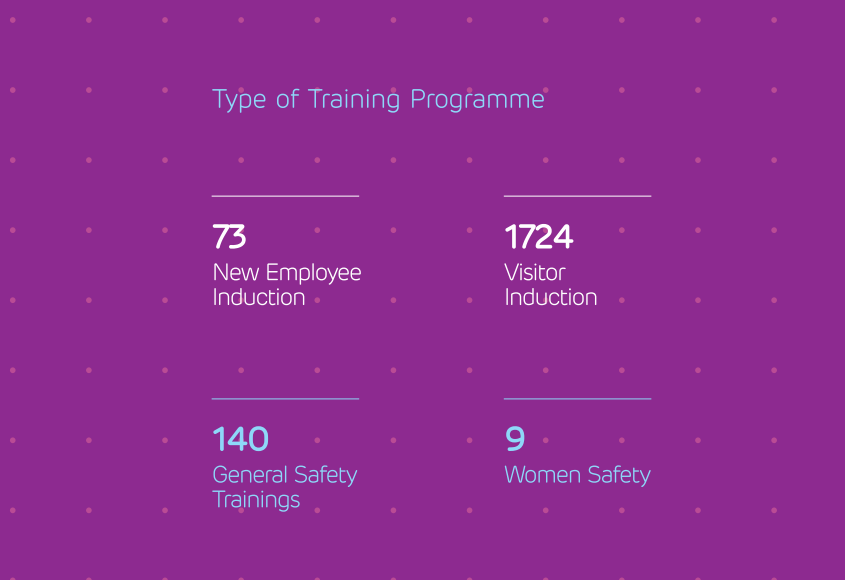 Type of Training Programme
73
New Employee
Induction
1724
Visitor
Induction
140
General Safety
Trainings
9
Women Safety